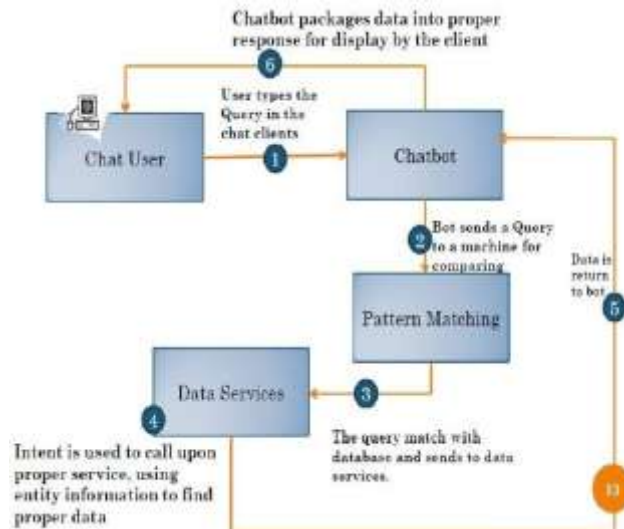 Chatbot packages data into proper
response for display by the client
6
User types the
Query in the
chat clients
Chat User
1
Chatbot
2
Bot sends a Query
to a machine for
comparing
Data is
return
to bot
5
Pattern Matching
Data Services
3
4
The query match with
database and sends to data
services.
Intent is used to call upon
proper service, using
entity information to find
proper data
13